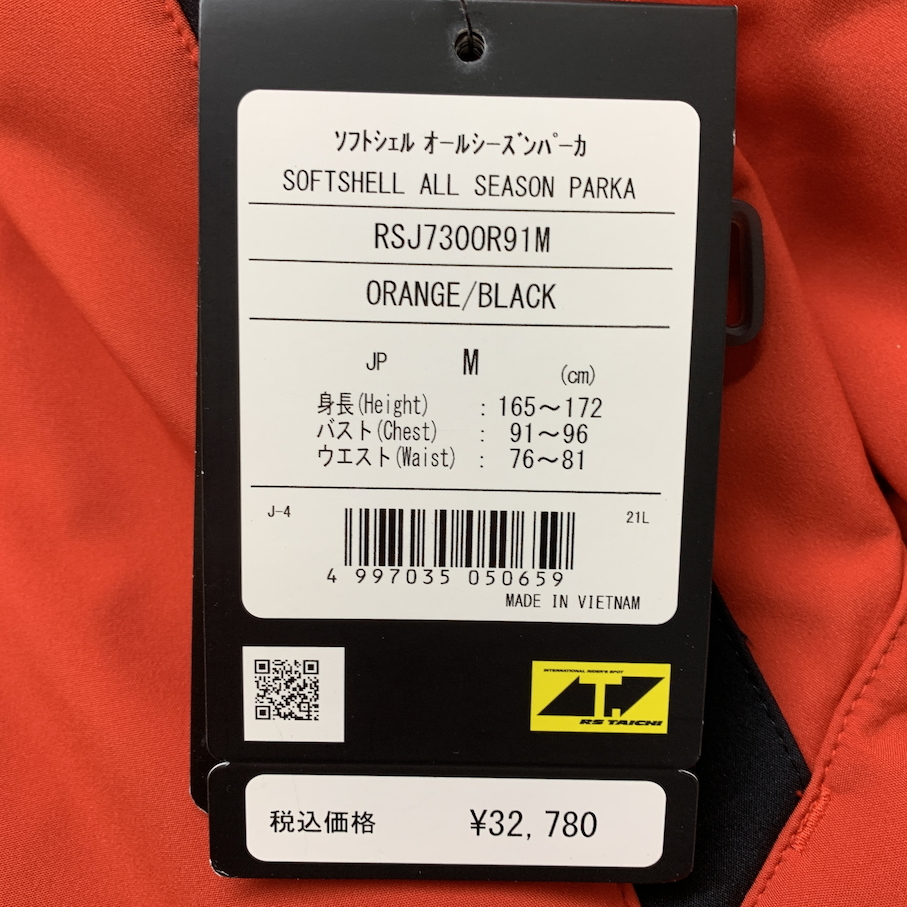 ソフトシェル オールシーズンパーカ
SOFTSHELL ALL SEASON PARKA
RSJ7300R91M
ORANGE/BLACK
JP M (cm)
身長(Height) : 165~172
バスト(Chest) : 91~96
ウエスト(Waist) : 76~81
J-4 21L
4 997035 050659
MADE IN VIETNAM
INTERNATIONAL RIDER'S SPOT
RS TAICHI
税込価格 ¥32,780